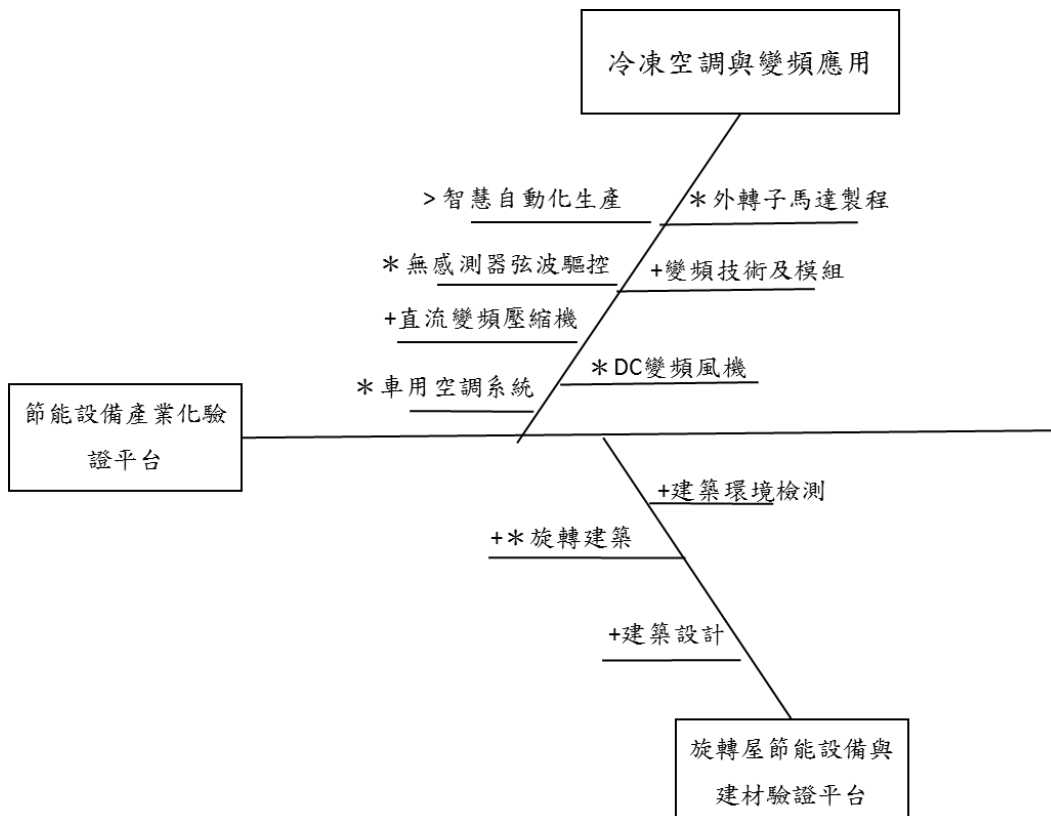 冷凍空調與變頻應用
>智慧自動化生產
＊外轉子馬達製程
＊無感測器弦波驅控
+變頻技術及模組
+直流變頻壓縮機
＊DC變頻風機
＊車用空調系統
節能設備產業化驗
證平台
+建築環境檢測
+＊旋轉建築
+建築設計
旋轉屋節能設備與
建材驗證平台